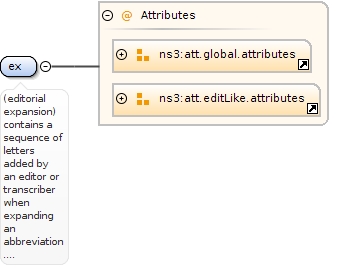 Attributes
ns3:att.global.attributes
ex
ns3:att.editLike.attributes
(editorial
expansion)
contains a
sequence of
letters
added by
an editor or
transcriber
when
expanding
an
abbreviation
....